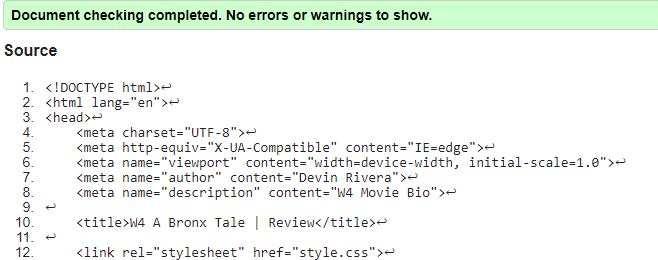 Document checking completed. No errors or warnings to show.
Source
1. <!DOCTYPE html>↩
2. <html lang="en">↩
3. <head>↩
4.     <meta charset="UTF-8">↩
5.     <meta http-equiv="X-UA-Compatible" content="IE=edge">↩
6.     <meta name="viewport" content="width=device-width, initial-scale=1.0">↩
7.     <meta name="author" content="Devin Rivera">↩
8.     <meta name="description" content="W4 Movie Bio">↩
9. ↩
10.     <title>W4 A Bronx Tale | Review</title>↩
11. ↩
12.     <link rel="stylesheet" href="style.css">↩